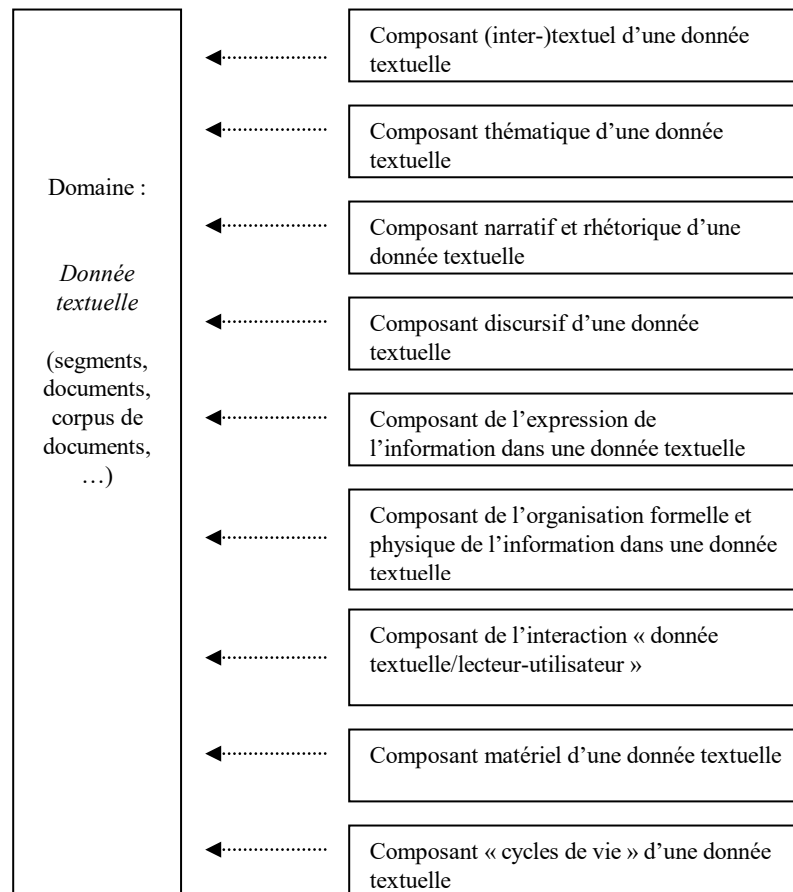 Domaine :
Donnée
textuelle
(segments,
documents,
corpus de
documents,
…)
Composant (inter-)textuel d’une donnée
textuelle
Composant thématique d’une donnée
textuelle
Composant narratif et rhétorique d’une
donnée textuelle
Composant discursif d’une donnée
textuelle
Composant de l’expression de
l’information dans une donnée textuelle
Composant de l’organisation formelle et
physique de l’information dans une donnée
textuelle
Composant de l’interaction « donnée
textuelle/lecteur-utilisateur »
Composant matériel d’une donnée textuelle
Composant « cycles de vie » d’une donnée
textuelle